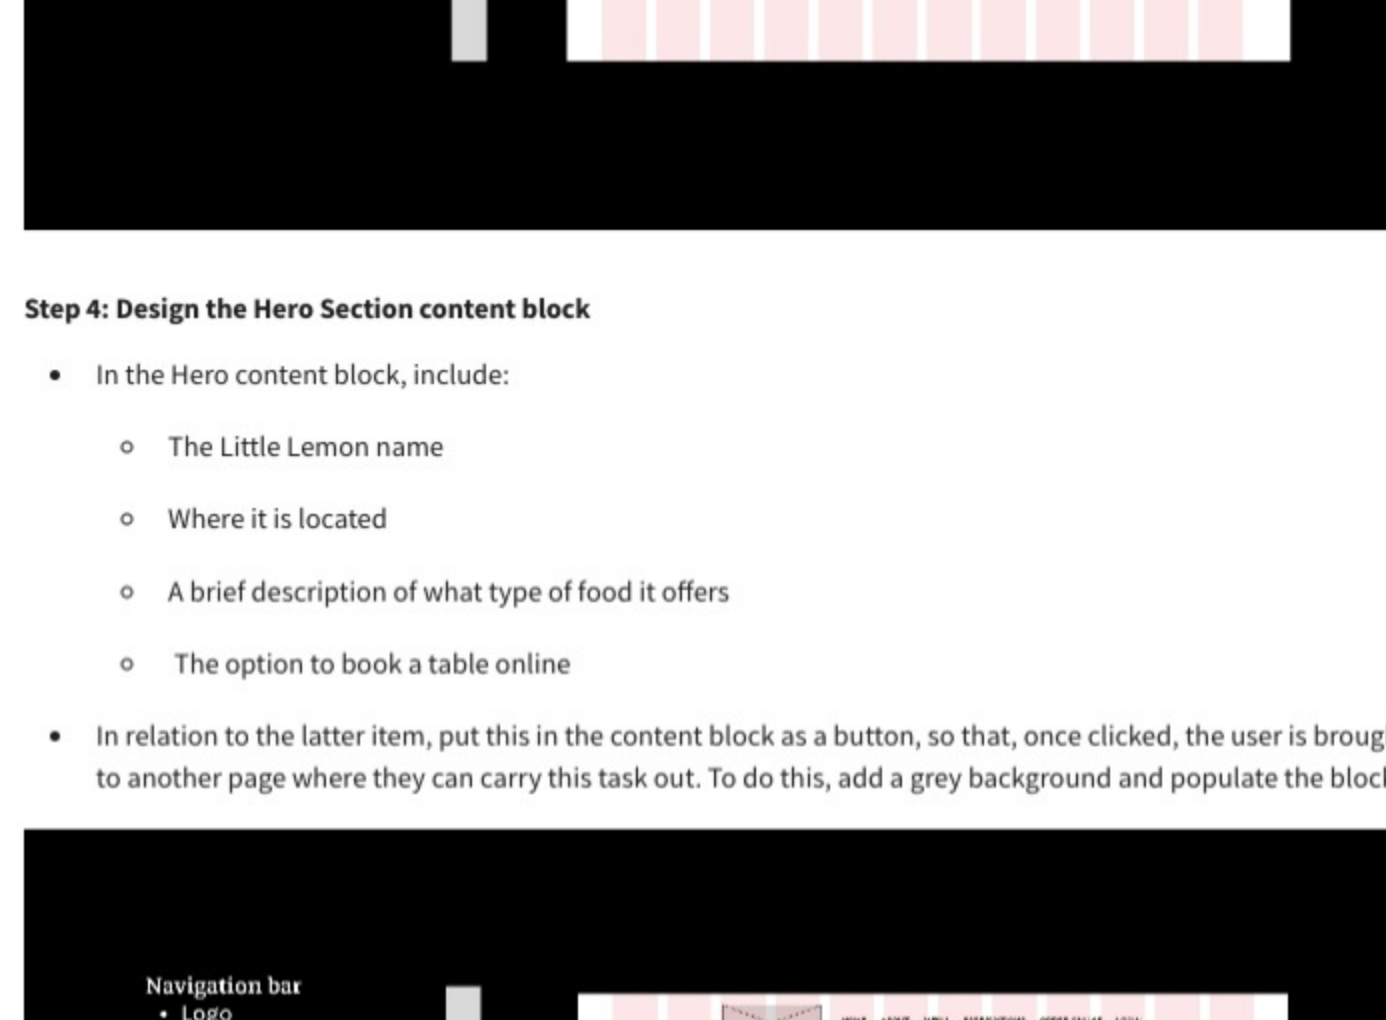 Step 4: Design the Hero Section content block
• In the Hero content block, include:
○ The Little Lemon name
○ Where it is located
○ A brief description of what type of food it offers
○ The option to book a table online
• In relation to the latter item, put this in the content block as a button, so that, once clicked, the user is broug
to another page where they can carry this task out. To do this, add a grey background and populate the bloc
Navigation bar
• Logo